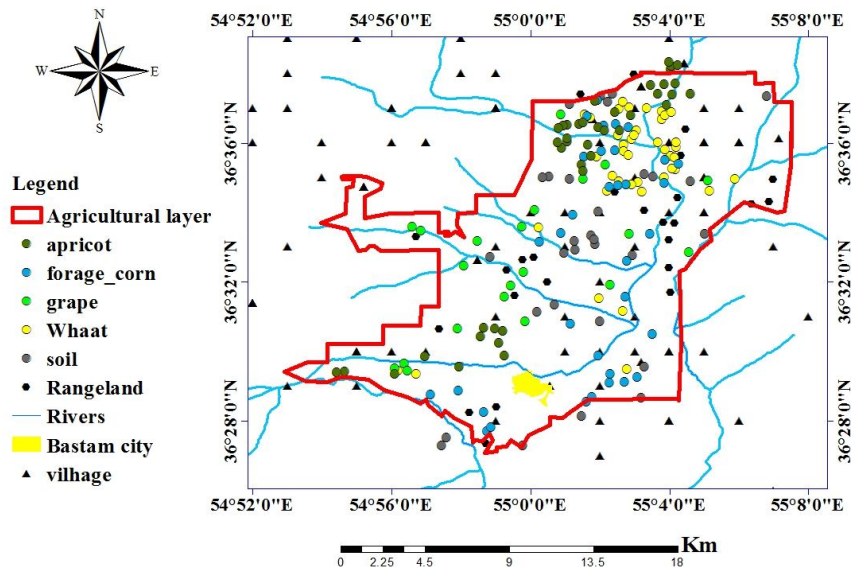 54°52'0"E 54°56'0"E 55°0'0"E 55°4'0"E 55°8'0"E
N
W E
S
36°36'0"N 36°36'0"N
36°32'0"N 36°32'0"N
36°28'0"N 36°28'0"N
Legend
Agricultural layer
apricot
forage_corn
grape
Whaat
soil
Rangeland
Rivers
Bastam city
vilhage
54°52'0"E 54°56'0"E 55°0'0"E 55°4'0"E 55°8'0"E
Km
0 2.25 4.5 9 13.5 18